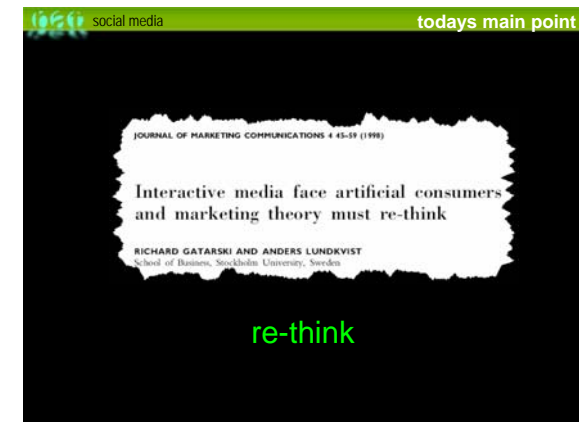 social media
todays main point
JOURNAL OF MARKETING COMMUNICATIONS 4 45–59 (1998)
Interactive media face artificial consumers
and marketing theory must re-think
RICHARD GATARSKI AND ANDERS LUNDKVIST
School of Business, Stockholm University, Sweden
re-think